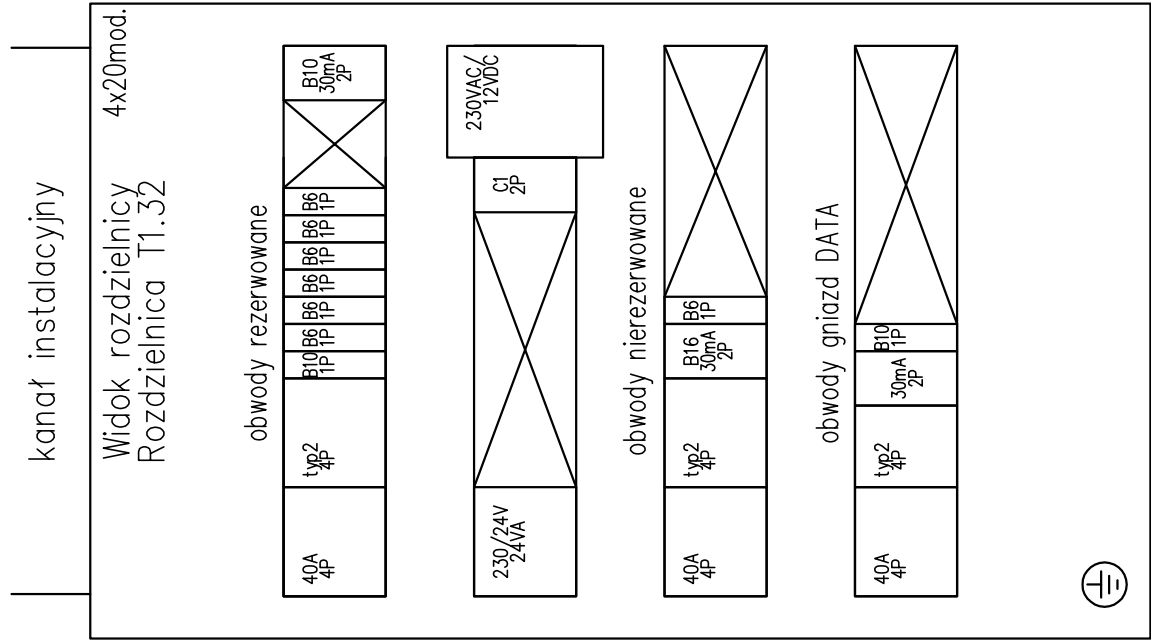 kanał instalacyjny
Widok rozdzielnicy
4x20mod.
Rozdzielnica T1.32
obwody rezerwowane
40A
4P
typ2
4P
B10
1P
B6
1P
B6
1P
B6
1P
B6
1P
B6
1P
B6
1P
B10
30mA
2P
230/24V
24VA
C1
2P
230VAC/
12VDC
obwody nierezerwowane
40A
4P
typ2
4P
B16
30mA
2P
B6
1P
obwody gniazd DATA
40A
4P
typ2
4P
30mA
2P
B10
1P